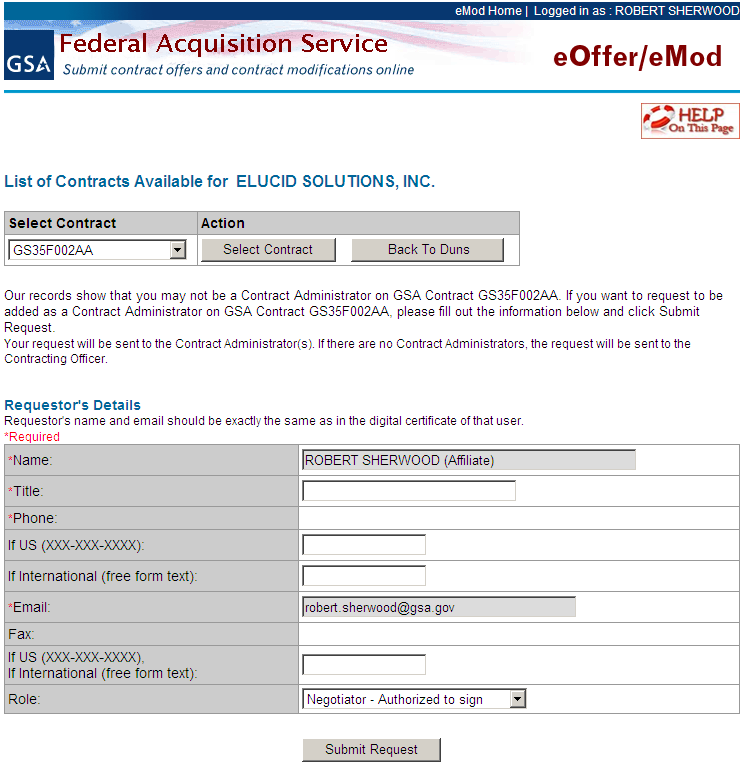 eMod Home | Logged in as : ROBERT SHERWOOD
GSA
Federal Acquisition Service
Submit contract offers and contract modifications online
eOffer/eMod
HELP
On This Page
List of Contracts Available for ELUCID SOLUTIONS, INC.
Select Contract Action
GS35F002AA Select Contract Back To Duns
Our records show that you may not be a Contract Administrator on GSA Contract GS35F002AA. If you want to request to be
added as a Contract Administrator on GSA Contract GS35F002AA, please fill out the information below and click Submit
Request.
Your request will be sent to the Contract Administrator(s). If there are no Contract Administrators, the request will be sent to the
Contracting Officer.
Requestor's Details
Requestor's name and email should be exactly the same as in the digital certificate of that user.
*Required
*Name: ROBERT SHERWOOD (Affiliate)
*Title:
*Phone:
If US (XXX-XXX-XXXX):
If International (free form text):
*Email: robert.sherwood@gsa.gov
Fax:
If US (XXX-XXX-XXXX),
If International (free form text):
Role: Negotiator - Authorized to sign
Submit Request